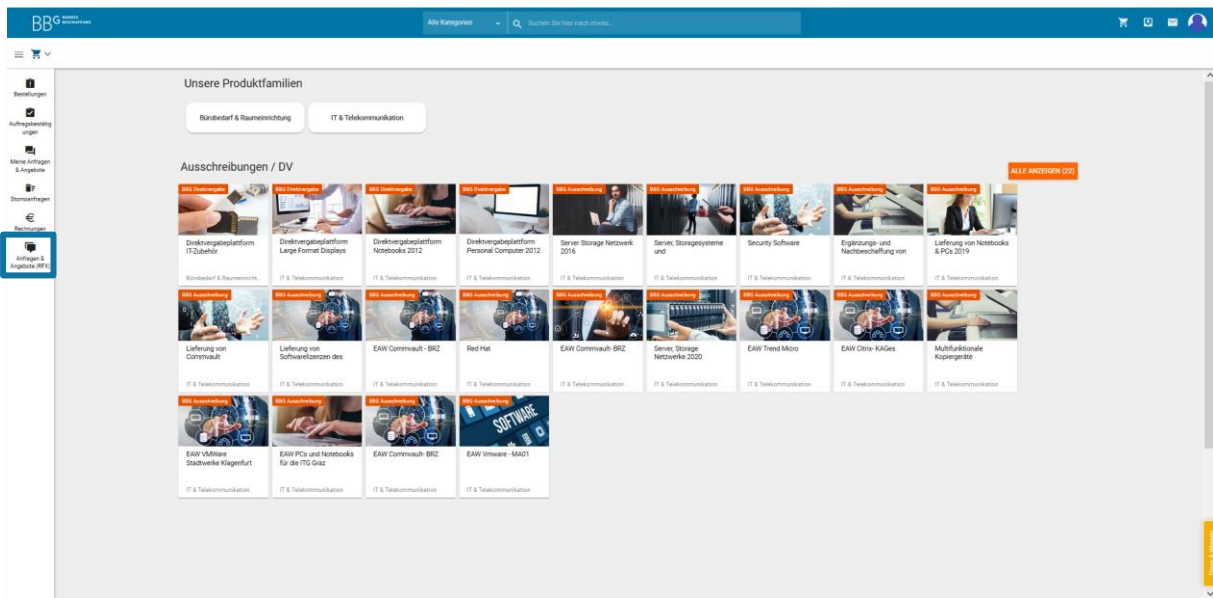 BBG BUNDES
BESCHAFFUNG
Alle Kategorien
Suchen Sie hier nach etwas...
Bestellungen
Auftragsbestätig
ungen
Meine Anfragen
& Angebote
Stornoanfragen
Rechnungen
Anfragen &
Angebote (RFX)
Unsere Produktfamilien
Bürobedarf & Raumeinrichtung
IT & Telekommunikation
Ausschreibungen / DV
ALLE ANZEIGEN (22)
BBG Direktvergabe
Direktvergabeplattform
IT-Zubehör
Bürobedarf & Raumeinricht...
BBG Direktvergabe
Direktvergabeplattform
Large Format Displays
IT & Telekommunikation
BBG Direktvergabe
Direktvergabeplattform
Notebooks 2012
IT & Telekommunikation
BBG Direktvergabe
Direktvergabeplattform
Personal Computer 2012
IT & Telekommunikation
BBG Ausschreibung
Server Storage Netzwerk
2016
IT & Telekommunikation
BBG Ausschreibung
Server, Storagesysteme
und
IT & Telekommunikation
BBG Ausschreibung
Security Software
IT & Telekommunikation
BBG Ausschreibung
Ergänzungs- und
Nachbeschaffung von
IT & Telekommunikation
BBG Ausschreibung
Lieferung von Notebooks
& PCs 2019
IT & Telekommunikation
BBG Ausschreibung
Lieferung von
Commvault
IT & Telekommunikation
BBG Ausschreibung
Lieferung von
Softwarelizenzen des
IT & Telekommunikation
BBG Ausschreibung
EAW Commvault - BRZ
IT & Telekommunikation
BBG Ausschreibung
Red Hat
IT & Telekommunikation
BBG Ausschreibung
EAW Commvault- BRZ
IT & Telekommunikation
BBG Ausschreibung
Server, Storage
Netzwerke 2020
IT & Telekommunikation
BBG Ausschreibung
EAW Trend Micro
IT & Telekommunikation
BBG Ausschreibung
EAW Citrix- KAGes
IT & Telekommunikation
BBG Ausschreibung
Multifunktionale
Kopiergeräte
IT & Telekommunikation
BBG Ausschreibung
EAW VMWare
Stadtwerke Klagenfurt
IT & Telekommunikation
BBG Ausschreibung
EAW PCs und Notebooks
für die ITG Graz
IT & Telekommunikation
BBG Ausschreibung
EAW Commvault- BRZ
IT & Telekommunikation
BBG Ausschreibung
SOFTWARE
EAW Vmware - MA01
IT & Telekommunikation